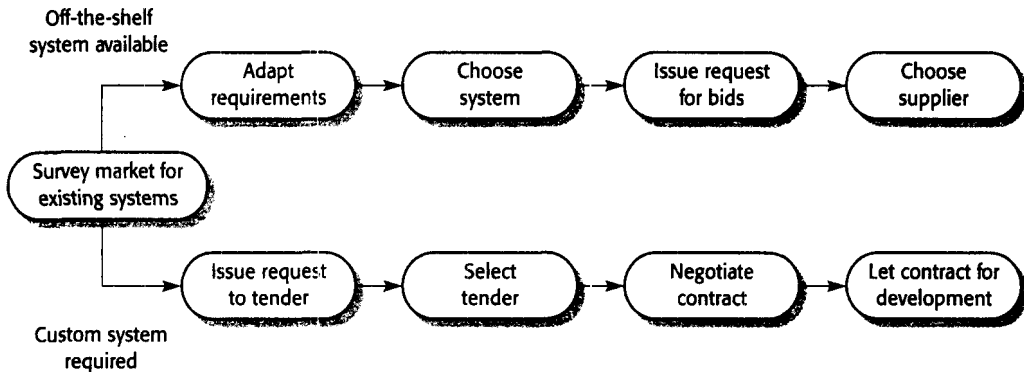 Off-the-shelf
system available
Adapt
requirements
Choose
system
Issue request
for bids
Choose
supplier
Survey market for
existing systems
Issue request
to tender
Select
tender
Negotiate
contract
Let contract for
development
Custom system
required